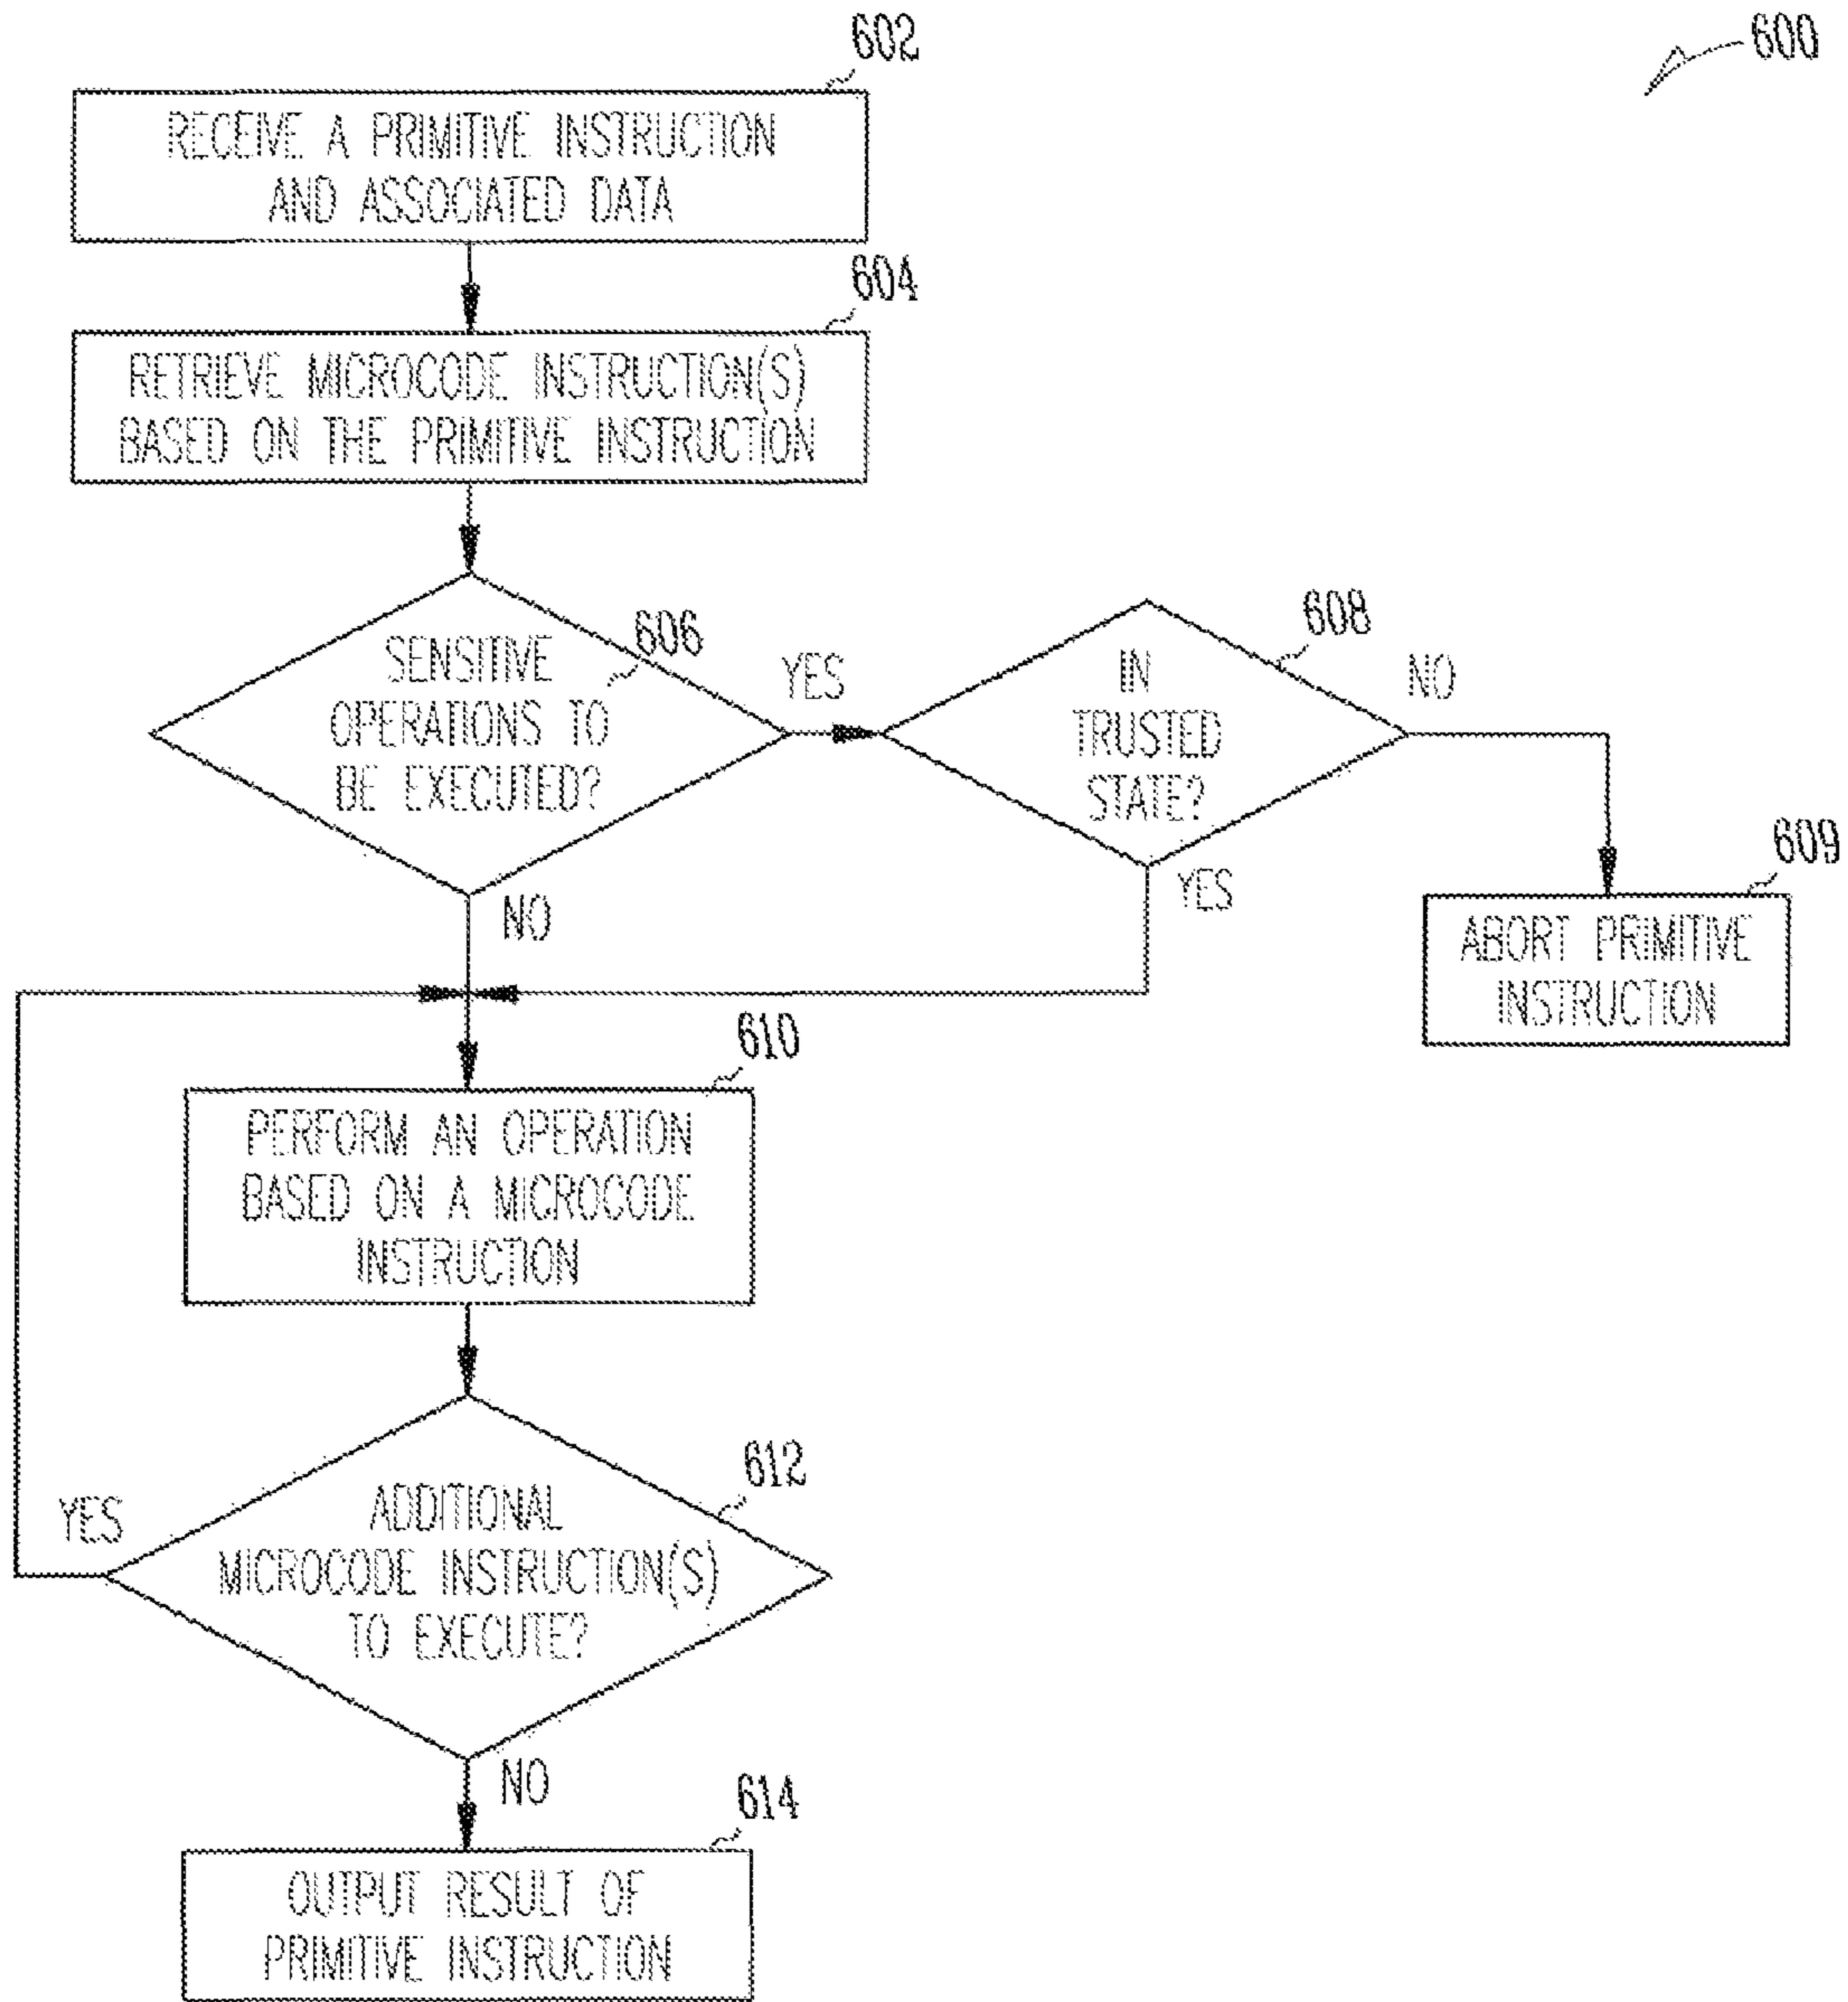 600
602
RECEIVE A PRIMITIVE INSTRUCTION
AND ASSOCIATED DATA
604
RETRIEVE MICROCODE INSTRUCTION(S)
BASED ON THE PRIMITIVE INSTRUCTION
606
SENSITIVE
OPERATIONS TO
BE EXECUTED?
YES
NO
608
IN
TRUSTED
STATE?
NO
YES
609
ABORT PRIMITIVE
INSTRUCTION
610
PERFORM AN OPERATION
BASED ON A MICROCODE
INSTRUCTION
612
ADDITIONAL
MICROCODE INSTRUCTION(S)
TO EXECUTE?
YES
NO
614
OUTPUT RESULT OF
PRIMITIVE INSTRUCTION